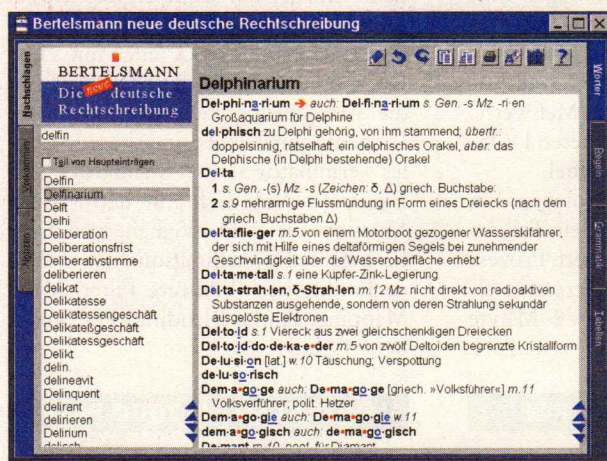 Bertelsmann neue deutsche Rechtschreibung
Nachschlagen
Vorkommen
Notizen
BERTELSMANN
Die neue deutsche
Rechtschreibung
delfin
Teil von Haupteinträgen
Delfin
Delfinarium
Delft
Delhi
Deliberation
Deliberationsfrist
Deliberativstimme
deliberieren
delikat
Delikatesse
Delikatessengeschäft
Delikateßgeschäft
Delikatessgeschäft
Delikt
delin.
delineavit
Delinquent
delirant
delirieren
Delirium
delisch
Delphinarium
Del·phi·na·ri·um ➔ auch: Del·fi·na·ri·um s. Gen. -s Mz. -ri·en
Großaquarium für Delphine
del·phisch zu Delphi gehörig, von ihm stammend; übertr.:
doppelsinnig, rätselhaft; ein delphisches Orakel, aber: das
Delphische (in Delphi bestehende) Orakel
Del·ta
1 s. Gen. -(s) Mz. -s (Zeichen: δ, Δ) griech. Buchstabe
2 s.9 mehrarmige Flussmündung in Form eines Dreiecks (nach dem
griech. Buchstaben Δ)
Del·ta·flie·ger m.5 von einem Motorboot gezogener Wasserskifahrer,
der sich mit Hilfe eines deltaförmigen Segels bei zunehmender
Geschwindigkeit über die Wasseroberfläche erhebt
Del·ta·me·tall s.1 eine Kupfer-Zink-Legierung
Del·ta·strah·len, δ-Strah·len m.12 Mz. nicht direkt von radioaktiven
Substanzen ausgehende, sondern von deren Strahlung sekundär
ausgelöste Elektronen
Del·to·id s.1 Viereck aus zwei gleichschenkligen Dreiecken
Del·to·id·do·de·ka·e·der m.5 von zwölf Deltoiden begrenzte Kristallform
De·lu·si·on [lat.] w.10 Täuschung; Verspottung
de·lu·so·risch
Dem·a·go·ge auch: De·ma·go·ge [griech. »Volksführer«] m.11
Volksverführer, polit. Hetzer
Dem·a·go·gie auch: De·ma·go·gie w.11
dem·a·go·gisch auch: de·ma·go·gisch
De·mant m.10, poet. für Diamant
Wörter
Regeln
Grammatik
Tabellen